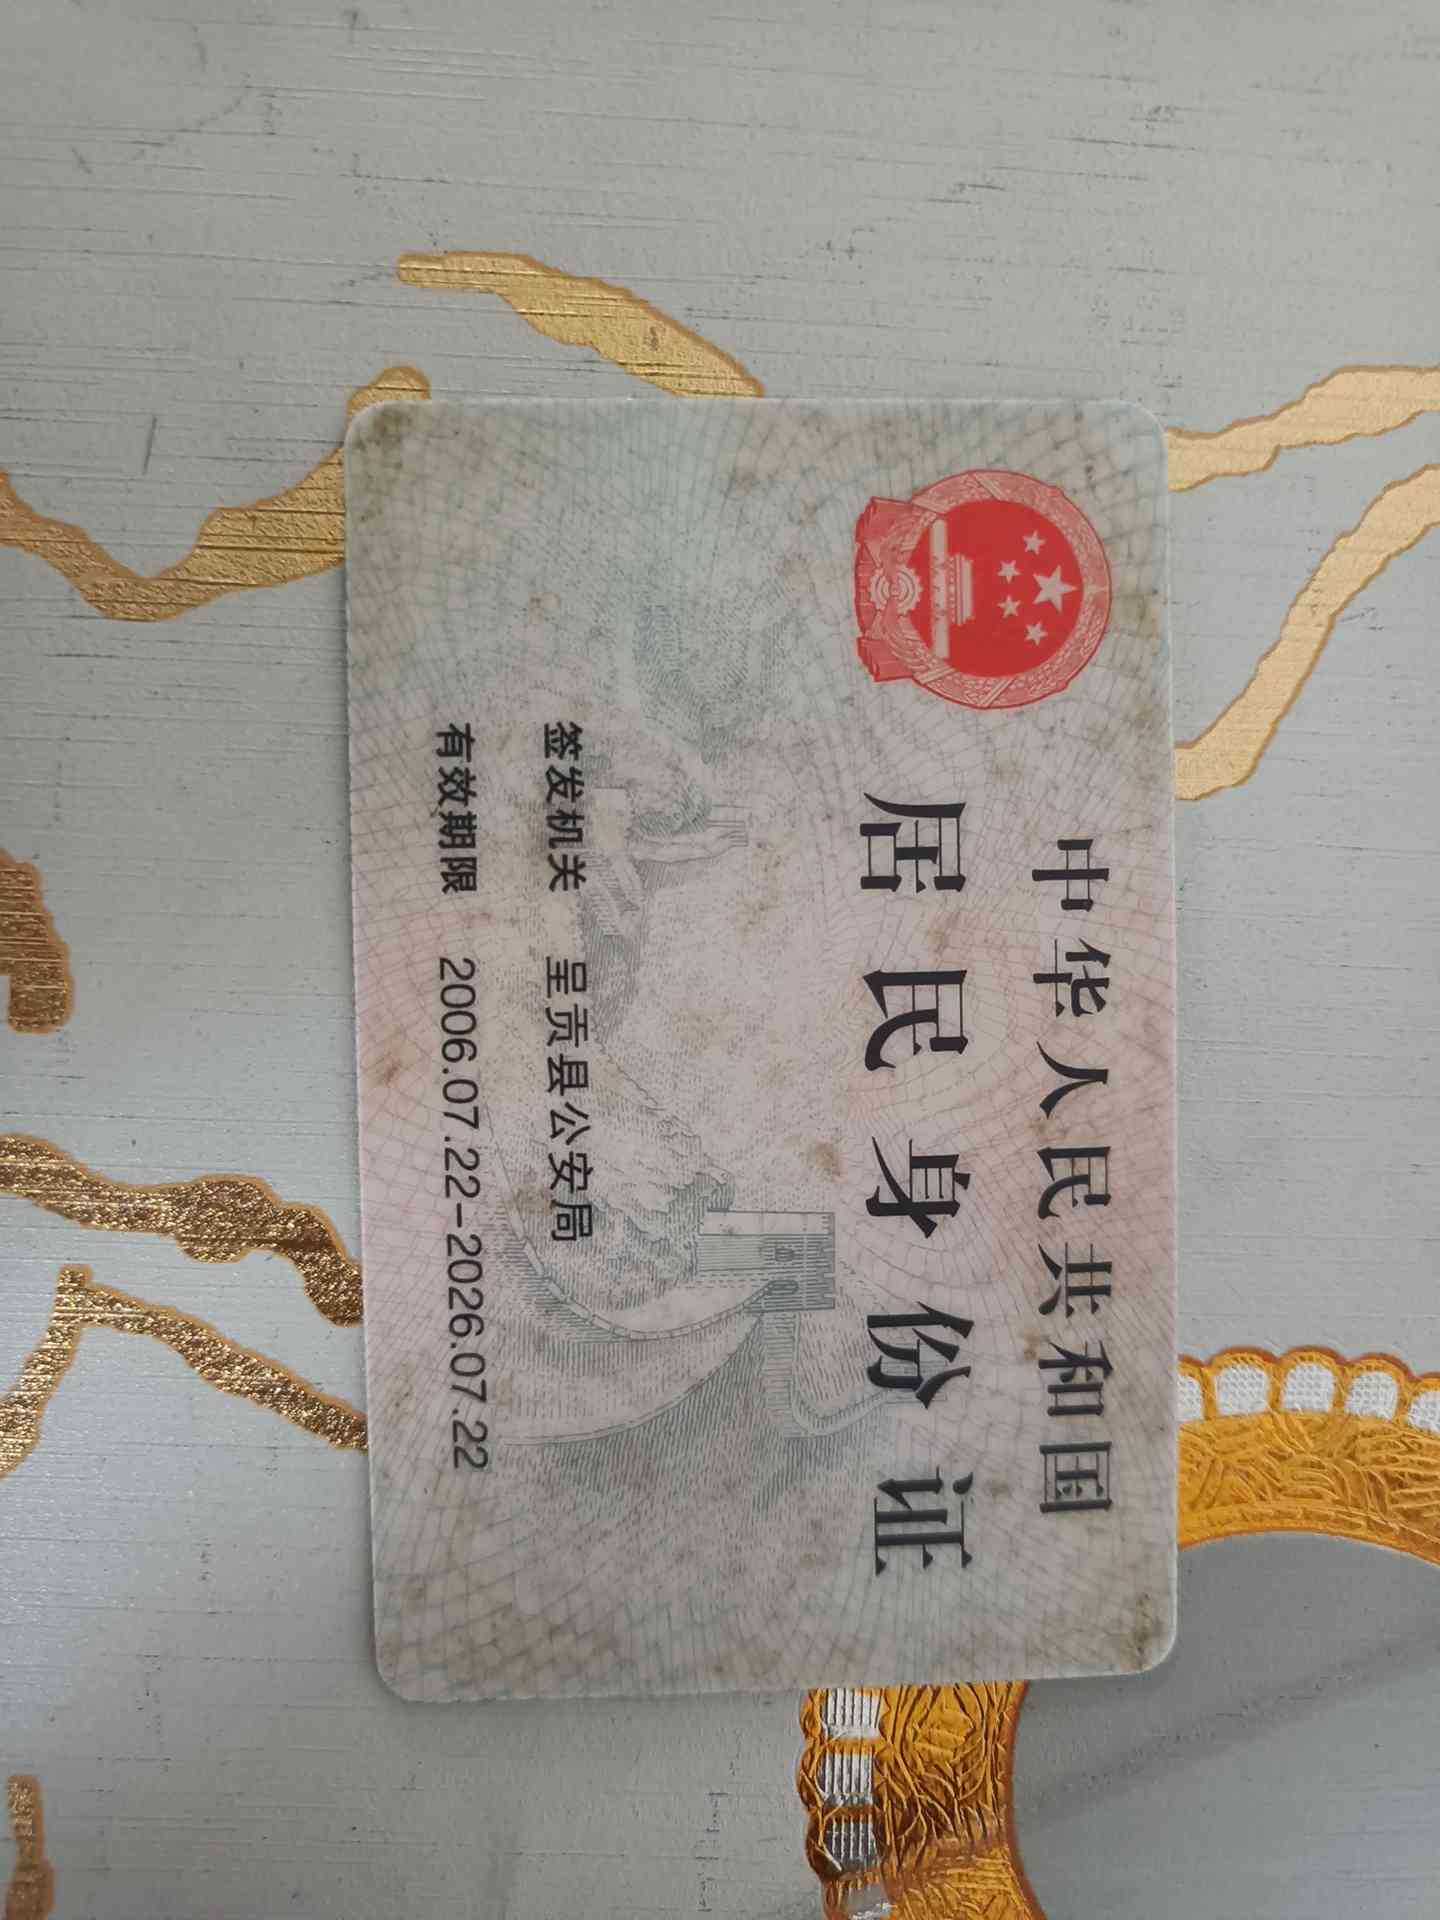 中华人民共和国
居民身份证
签发机关 呈贡县公安局
有效期限 2006.07.22-2026.07.22